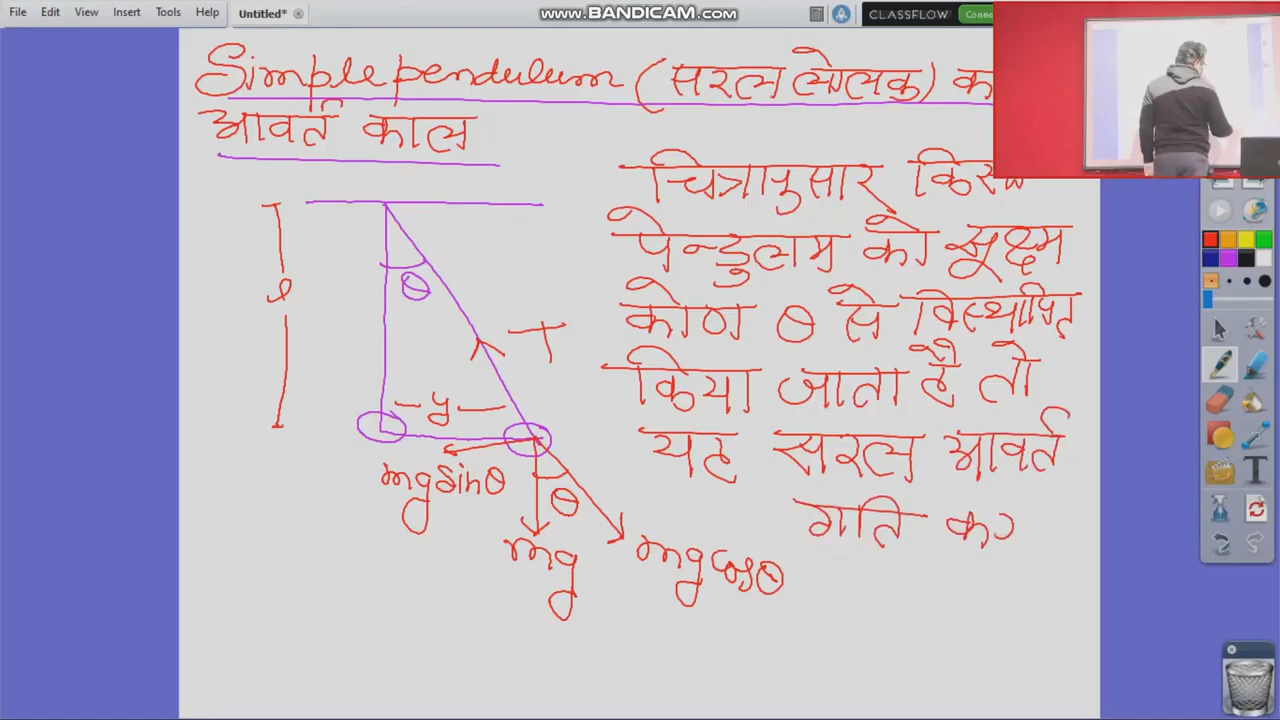 File Edit View Insert Tools Help
Untitled*
www.BANDICAM.com
CLASSFLOW
Simple pendulum (सरल लोलक)
आवर्त काल
चित्रानुसार
पेन्डुलम को सूक्ष्म
कोण θ से विस्थापित
किया जाता है तो
यह सरल आवर्त
गति
θ
l
T
-y-
mg sinθ
θ
mg
mg cosθ
T